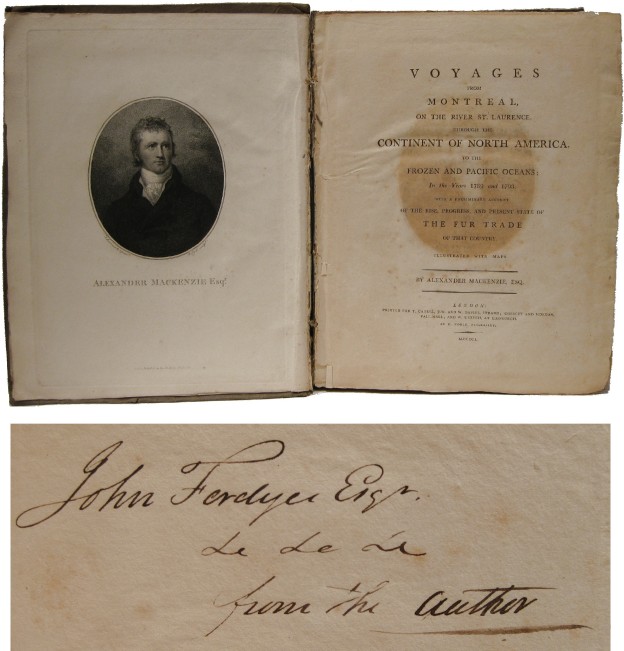 ALEXANDER MACKENZIE Esqr.
VOYAGES
FROM
MONTREAL,
ON THE RIVER ST. LAURENCE,
THROUGH THE
CONTINENT OF NORTH AMERICA,
TO THE
FROZEN AND PACIFIC OCEANS;
In the Years 1789 and 1793.
WITH A PRELIMINARY ACCOUNT
OF THE RISE, PROGRESS, AND PRESENT STATE OF
THE FUR TRADE
OF THAT COUNTRY.
ILLUSTRATED WITH MAPS.
BY ALEXANDER MACKENZIE, ESQ.
LONDON:
MDCCCI.
John Fordyce Esqr.
from the author